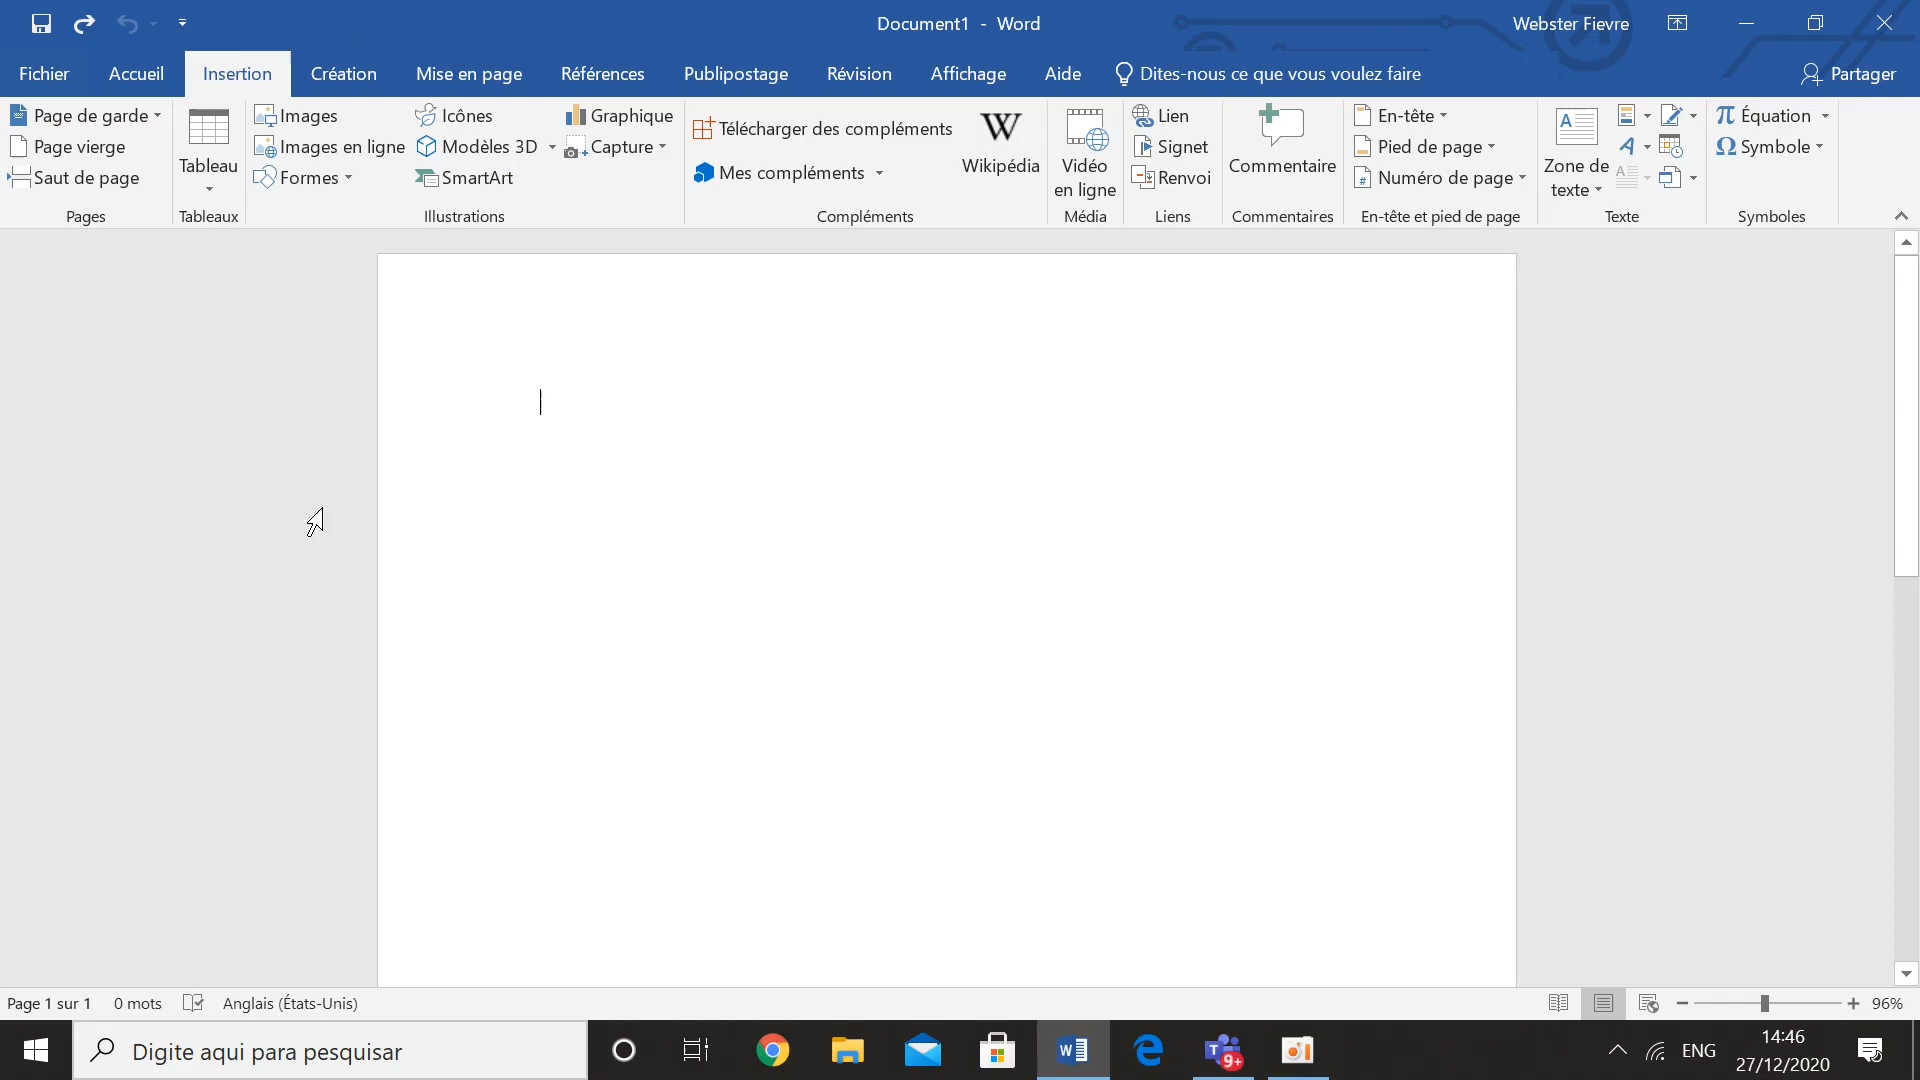 Document1 - Word
Webster Fievre
Fichier Accueil Insertion Création Mise en page Références Publipostage Révision Affichage Aide Dites-nous ce que vous voulez faire Partager
Page de garde
Page vierge
Saut de page
Pages
Tableau
Tableaux
Images
Images en ligne
Formes
Icônes
Modèles 3D
SmartArt
Graphique
Capture
Illustrations
Télécharger des compléments
Mes compléments
W
Wikipédia
Compléments
Vidéo
en ligne
Média
Lien
Signet
Renvoi
Liens
Commentaire
Commentaires
En-tête
Pied de page
Numéro de page
En-tête et pied de page
Zone de
texte
Texte
π Équation
Ω Symbole
Symboles
Page 1 sur 1 0 mots Anglais (États-Unis) 96%
Digite aqui para pesquisar
9+
ENG
14:46
27/12/2020